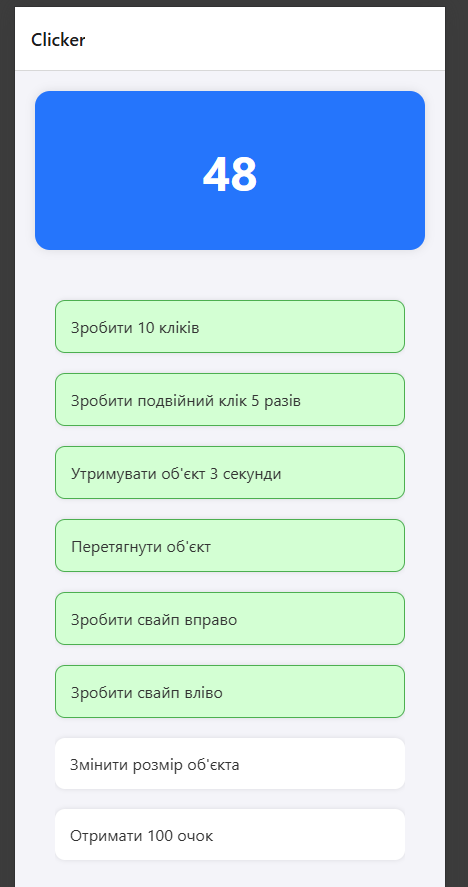 Clicker
48
Зробити 10 кліків
Зробити подвійний клік 5 разів
Утримувати об'єкт 3 секунди
Перетягнути об'єкт
Зробити свайп вправо
Зробити свайп вліво
Змінити розмір об'єкта
Отримати 100 очок